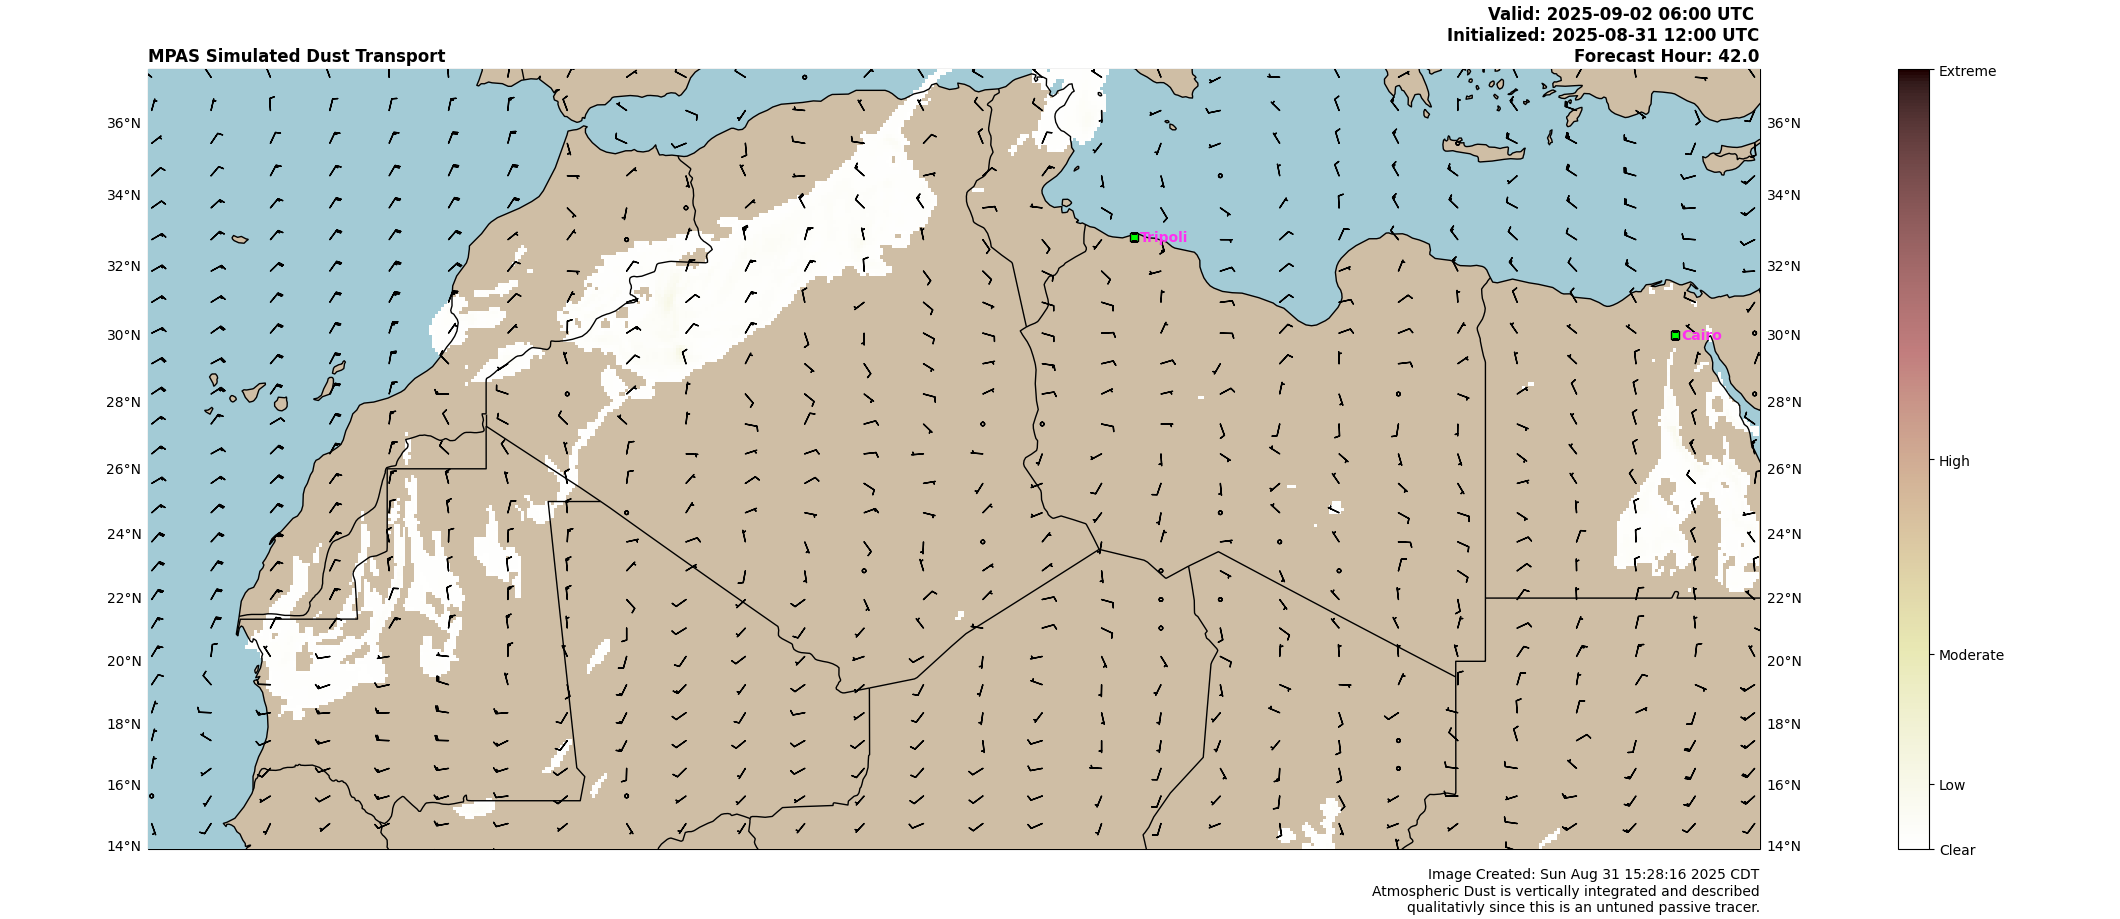 Valid: 2025-09-02 06:00 UTC
Initialized: 2025-08-31 12:00 UTC
MPAS Simulated Dust Transport
Forecast Hour: 42.0
Extreme
36°N
36°N
34°N
34°N
Tripoli
32°N
32°N
30°N
Cairo
30°N
28°N
28°N
26°N
26°N
High
24°N
24°N
22°N
22°N
20°N
20°N
Moderate
18°N
18°N
16°N
16°N
Low
14°N
14°N
Clear
Image Created: Sun Aug 31 15:28:16 2025 CDT
Atmospheric Dust is vertically integrated and described
qualitativly since this is an untuned passive tracer.